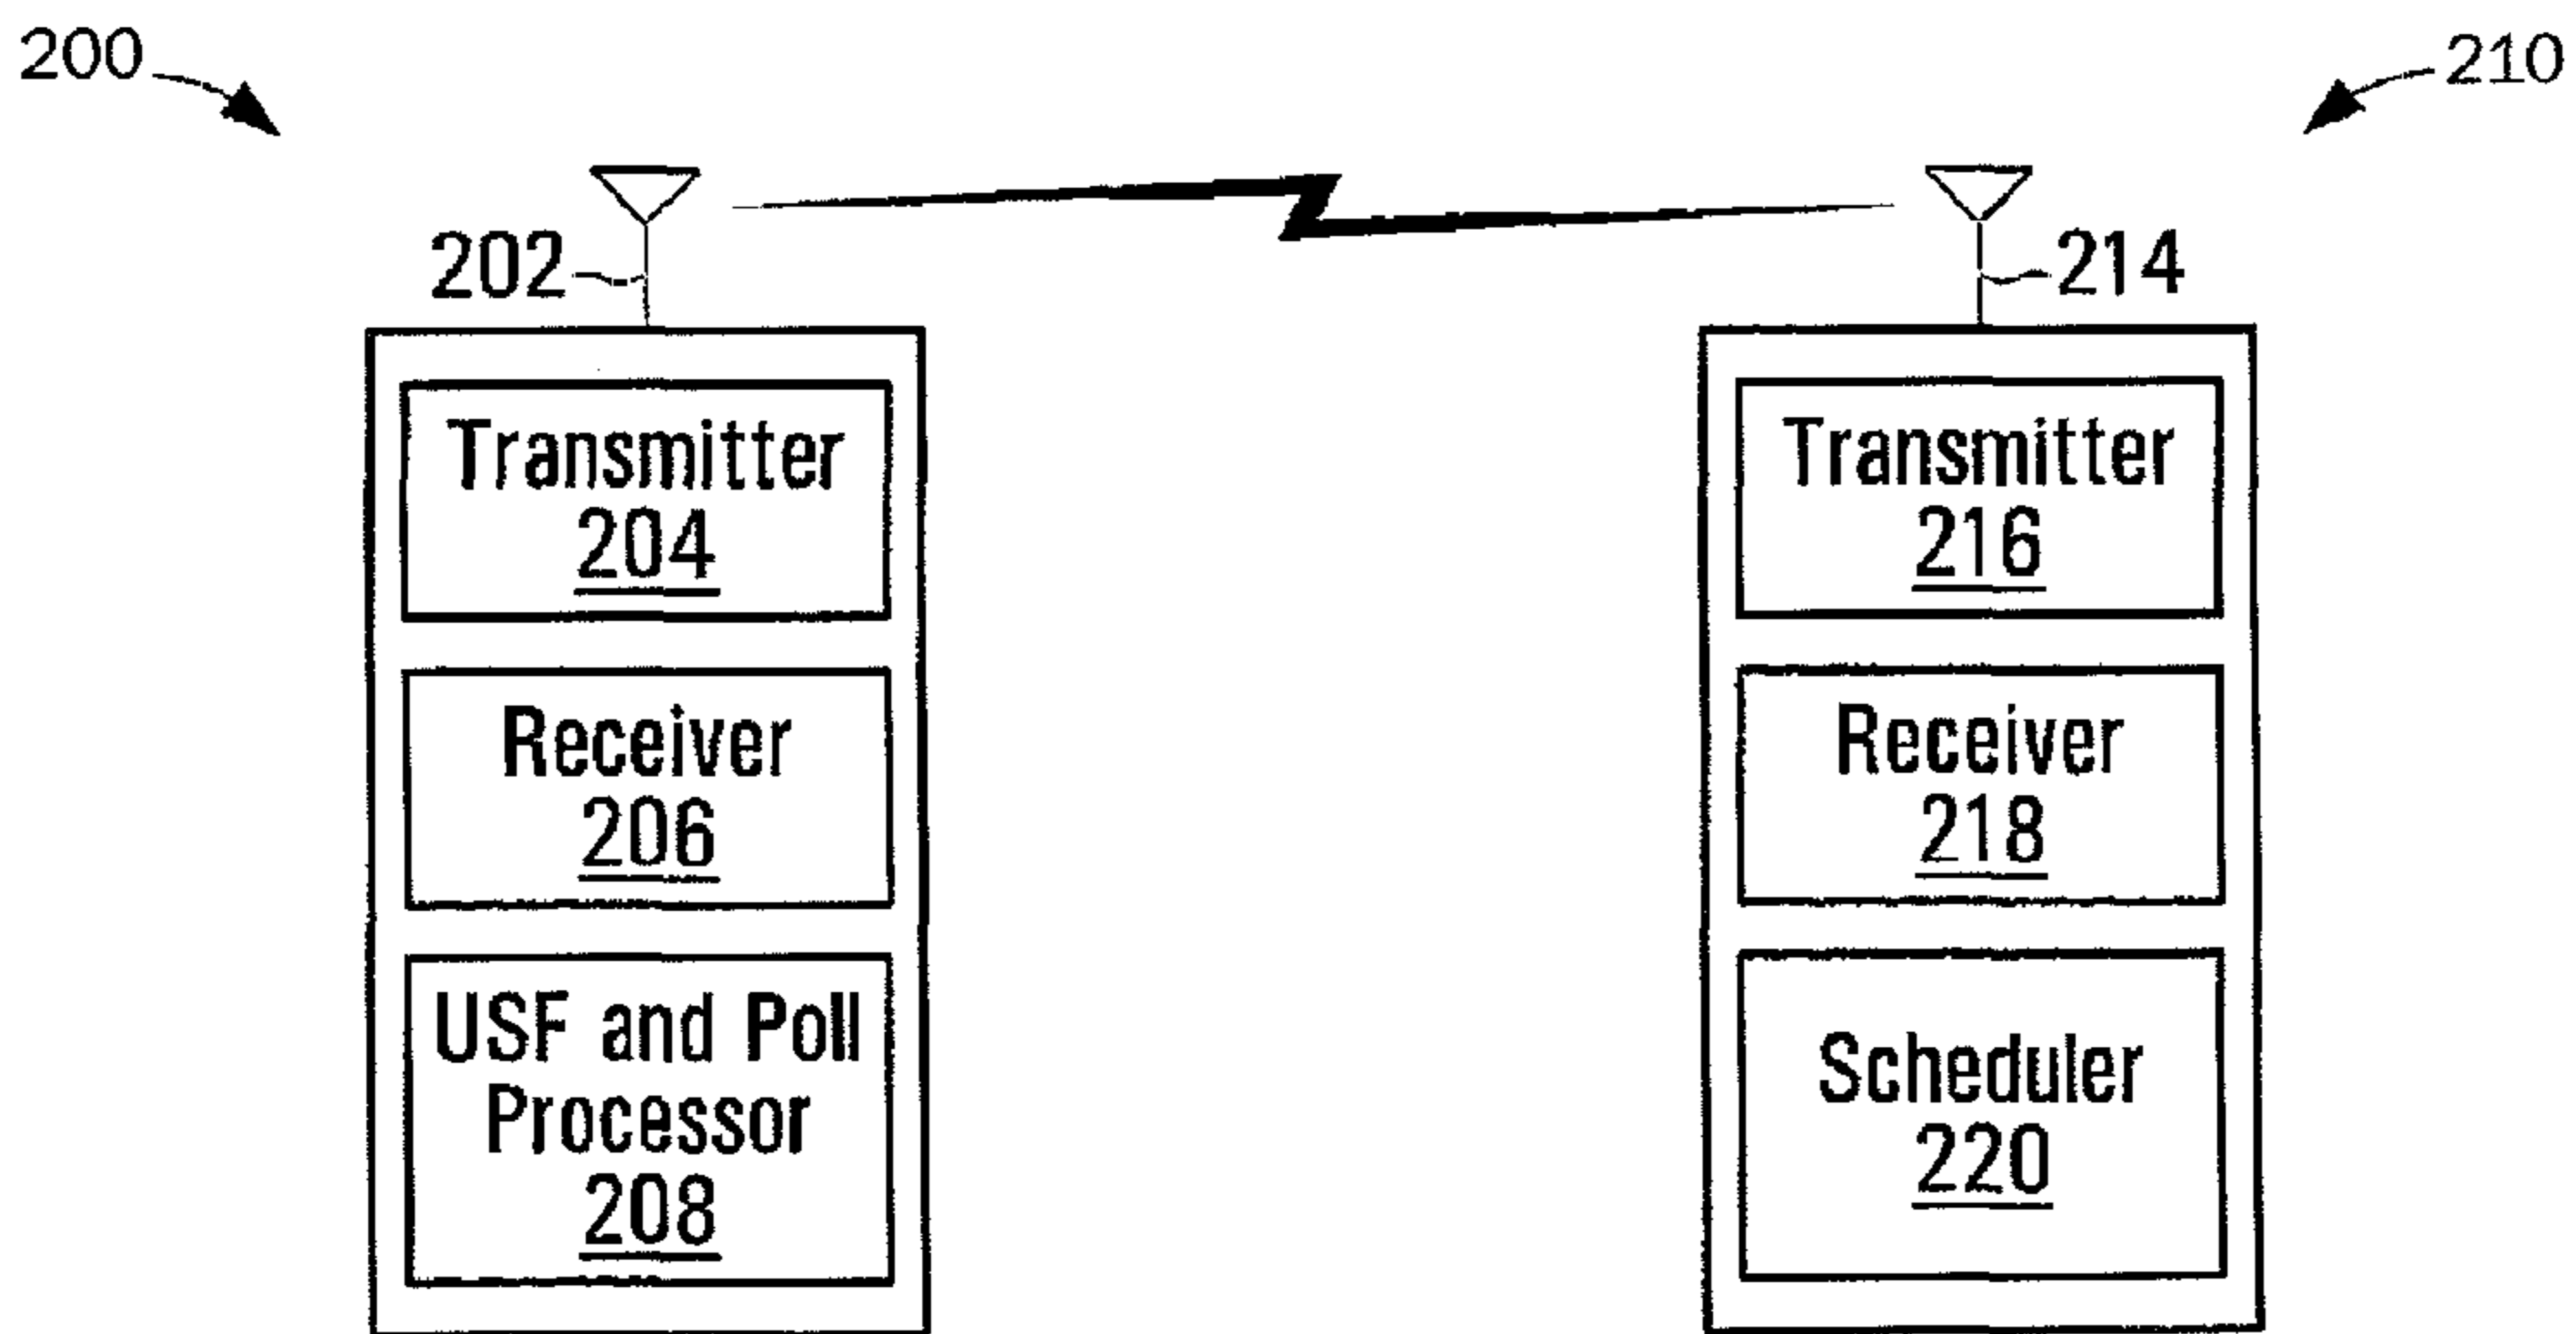 200
210
202
214
Transmitter
204
Transmitter
216
Receiver
206
Receiver
218
USF and Poll
Processor
208
Scheduler
220